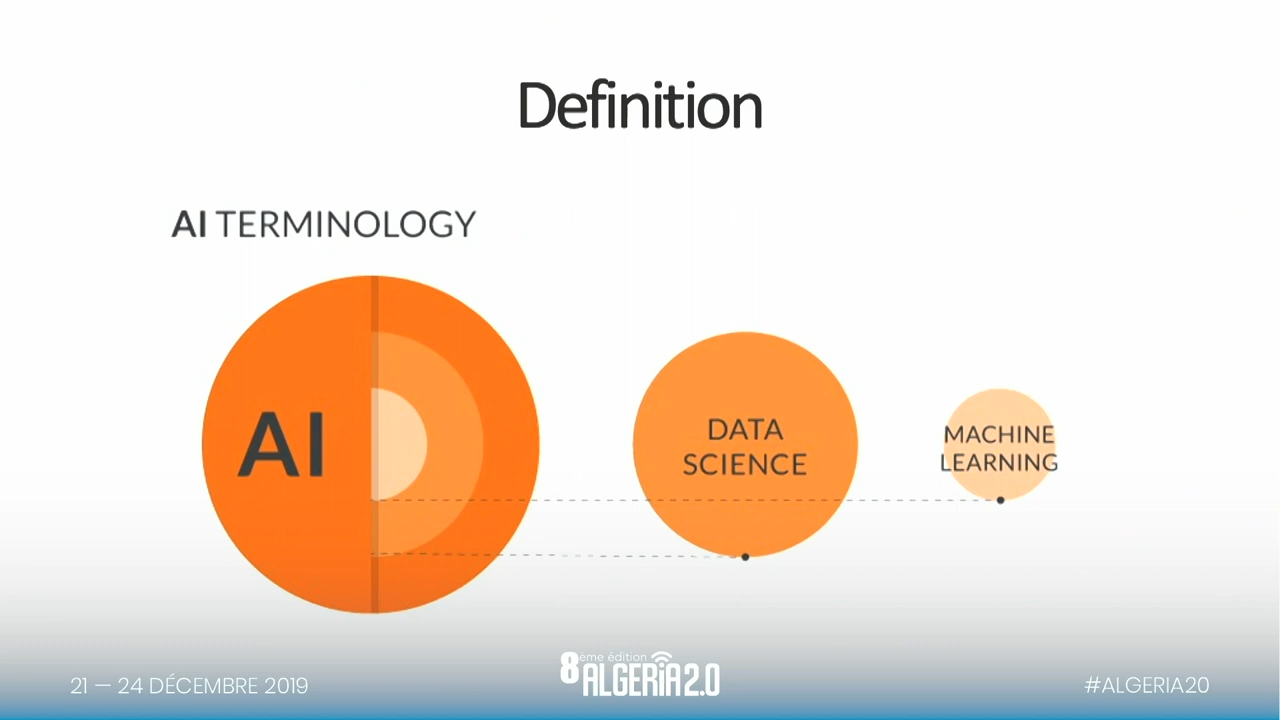 Definition
AI TERMINOLOGY
AI
DATA
SCIENCE
MACHINE
LEARNING
21 — 24 DÉCEMBRE 2019
8ème édition
ALGERIA 2.0
#ALGERIA20